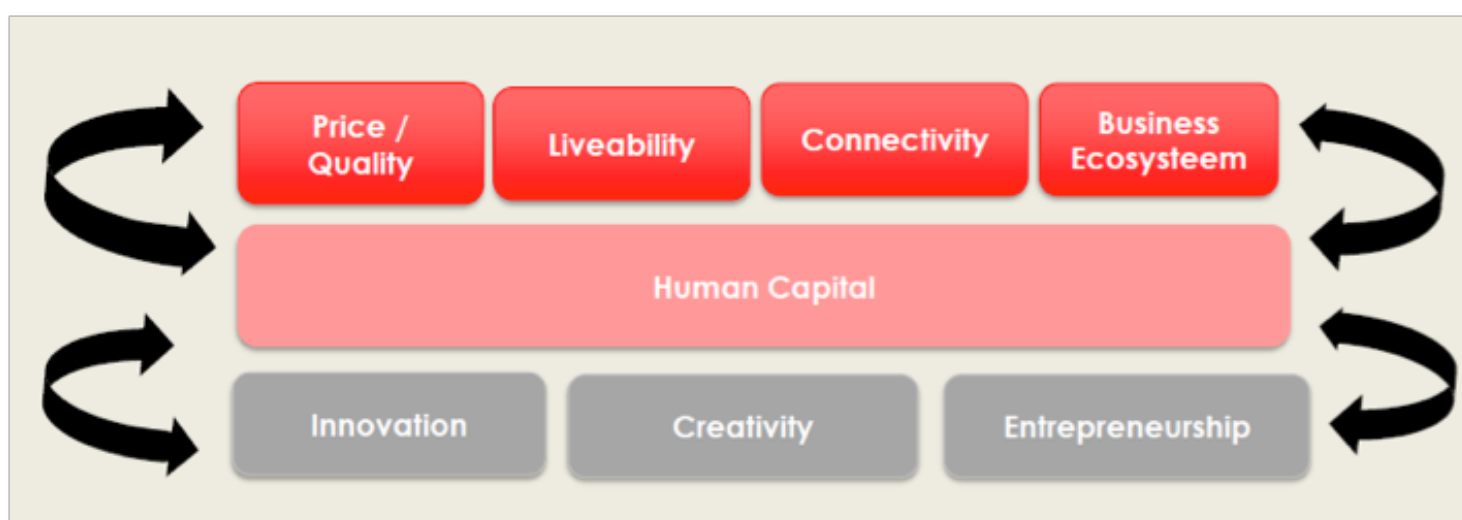 Price /
Quality
Liveability
Connectivity
Business
Ecosysteem
Human Capital
Innovation
Creativity
Entrepreneurship